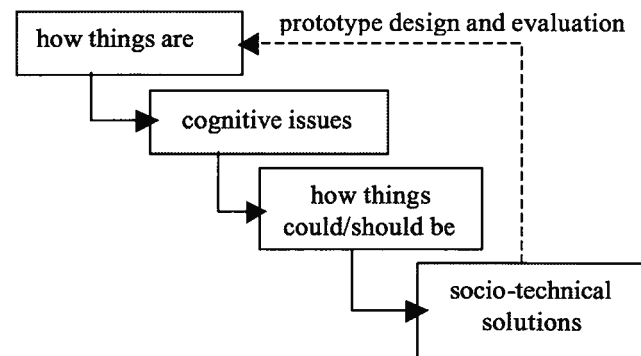 prototype design and evaluation
how things are
cognitive issues
how things
could/should be
socio-technical
solutions